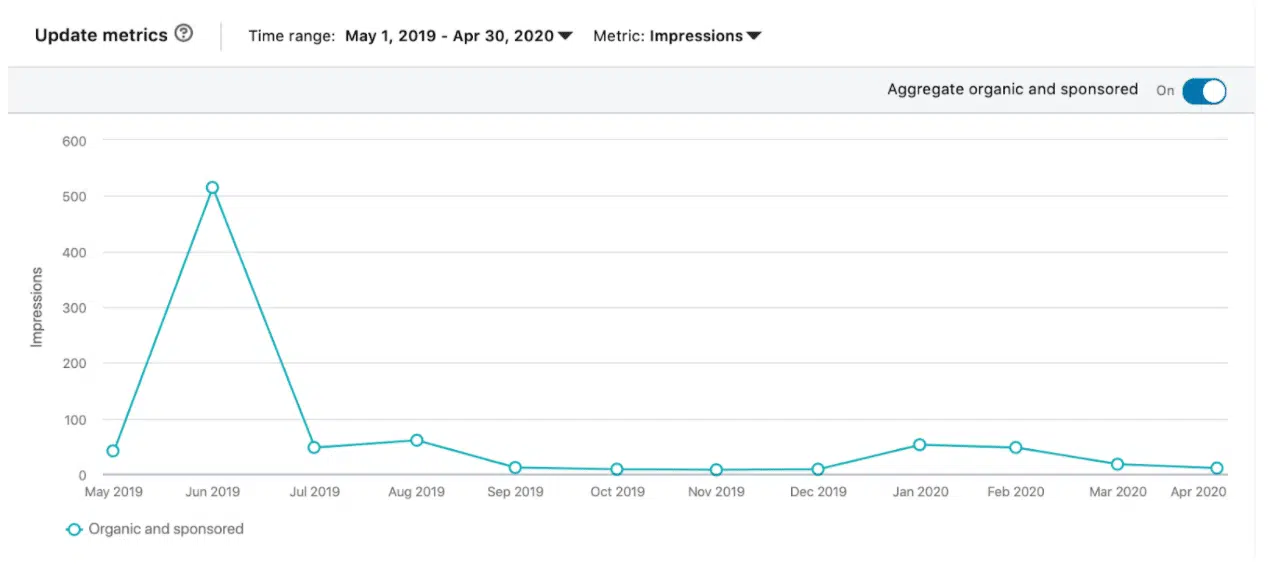 Update metrics ? Time range: May 1, 2019 - Apr 30, 2020 Metric: Impressions
Aggregate organic and sponsored On
600
500
400
300
200
100
0
Impressions
May 2019 Jun 2019 Jul 2019 Aug 2019 Sep 2019 Oct 2019 Nov 2019 Dec 2019 Jan 2020 Feb 2020 Mar 2020 Apr 2020
Organic and sponsored